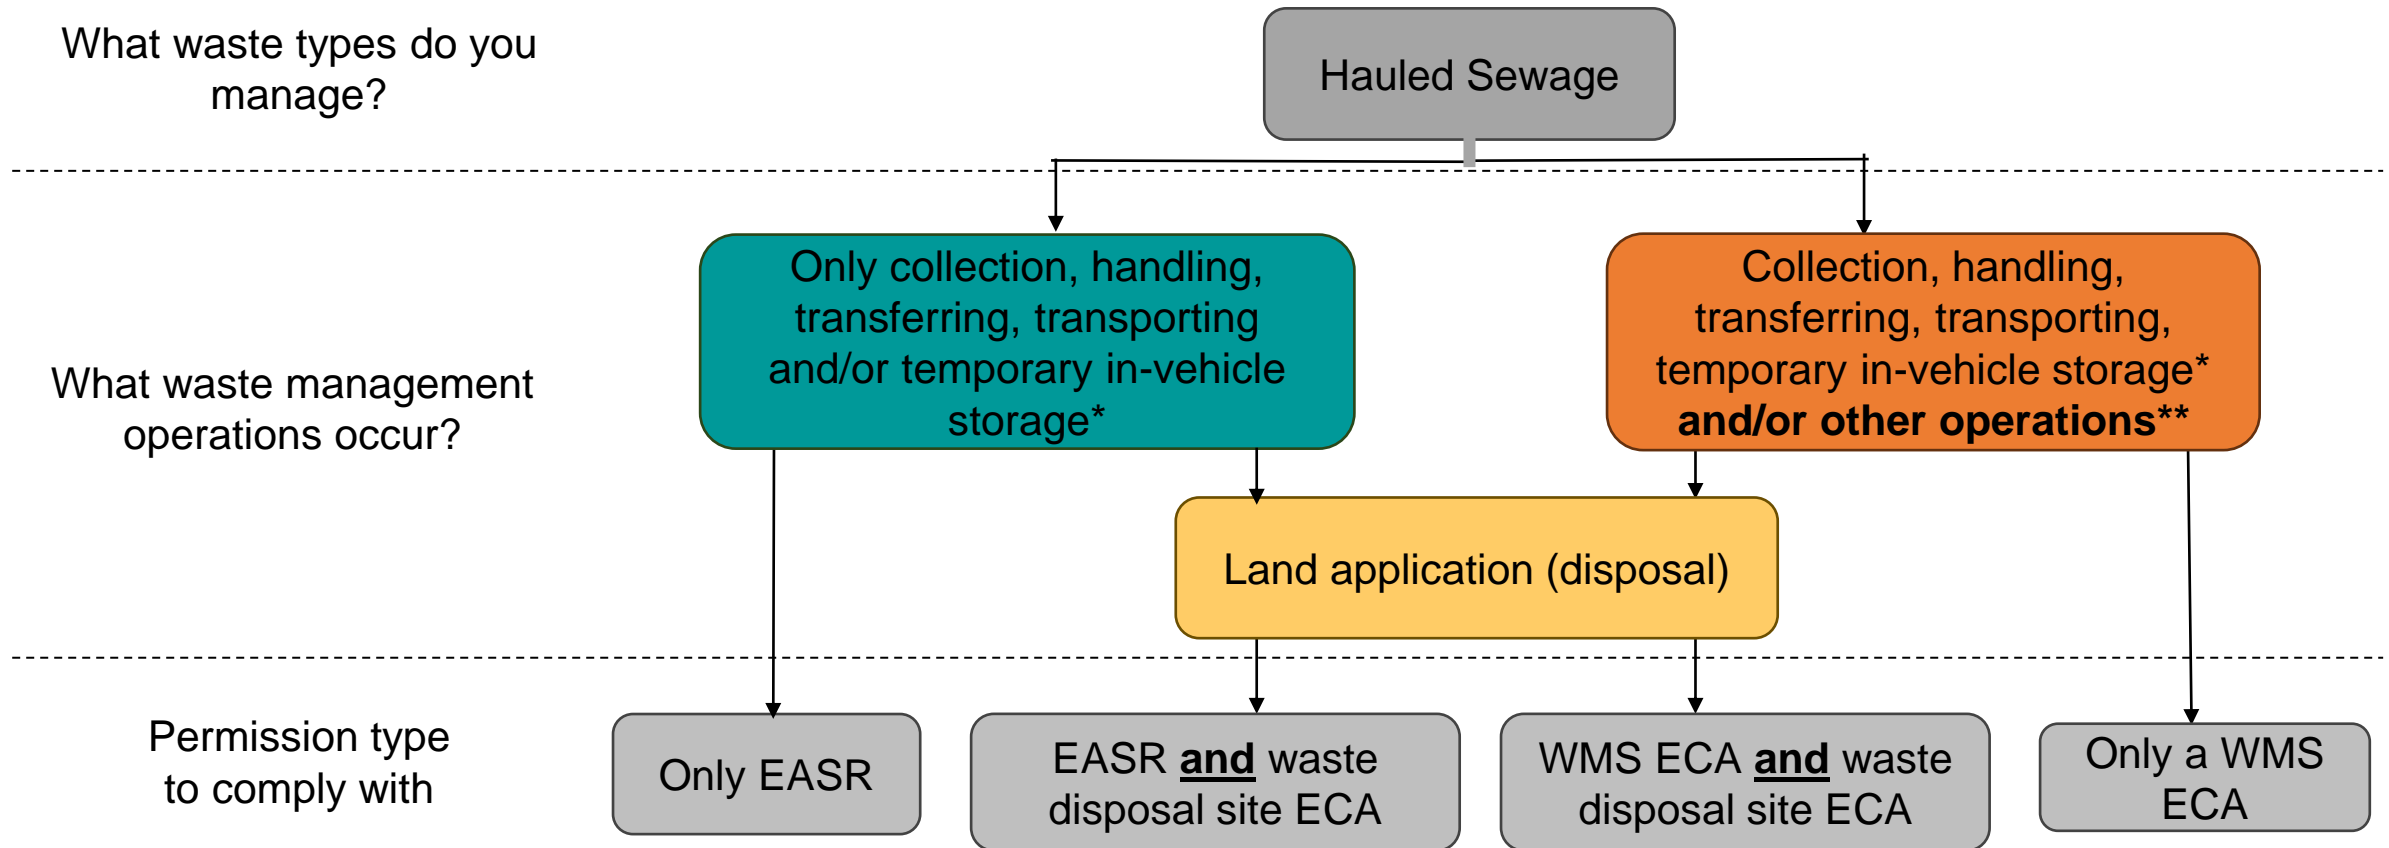 What waste types do you
manage?
Hauled Sewage
What waste management
operations occur?
Only collection, handling,
transferring, transporting
and/or temporary in-vehicle
storage*
Collection, handling,
transferring, transporting,
temporary in-vehicle storage*
and/or other operations**
Land application (disposal)
Permission type
to comply with
Only EASR
EASR and waste
disposal site ECA
WMS ECA and waste
disposal site ECA
Only a WMS
ECA